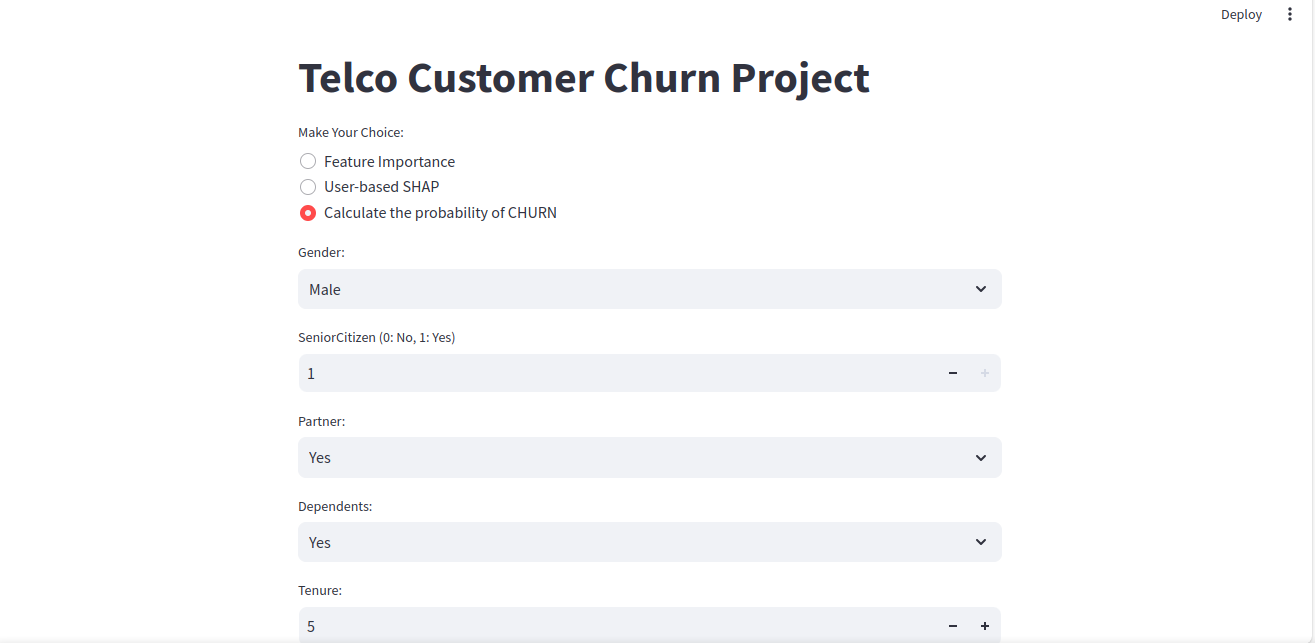 Deploy
Telco Customer Churn Project
Make Your Choice:
Feature Importance
User-based SHAP
Calculate the probability of CHURN
Gender:
Male
SeniorCitizen (0: No, 1: Yes)
1
Partner:
Yes
Dependents:
Yes
Tenure:
5